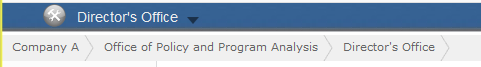 Director's Office
Company A Office of Policy and Program Analysis Director's Office